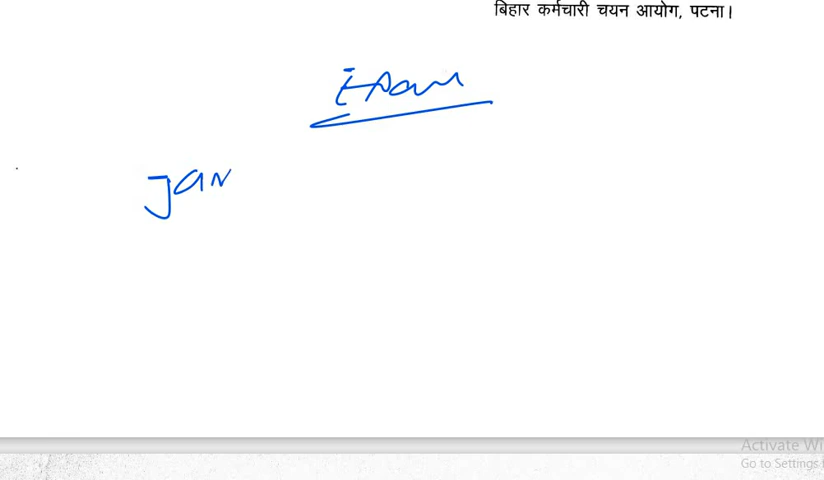 बिहार कर्मचारी चयन आयोग, पटना।
Exam
Jan
Activate Wi
Go to Settings